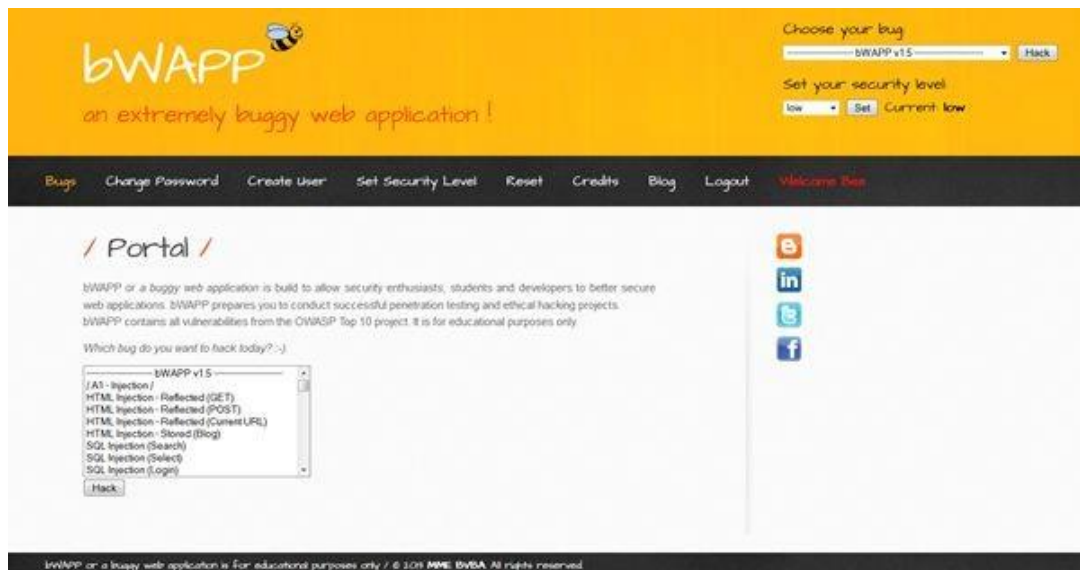 bWAPP
an extremely buggy web application !
Choose your bug
bWAPP v1.5
Hack
Set your security level
low
Set
Current low
Bugs Change Password Create User Set Security Level Reset Credits Blog Logout Welcome Bee
/ Portal /
bWAPP or a buggy web application is build to allow security enthusiasts, students and developers to better secure
web applications. bWAPP prepares you to conduct successful penetration testing and ethical hacking projects.
bWAPP contains all vulnerabilities from the OWASP Top 10 project. It is for educational purposes only
Which bug do you want to hack today? :-)
bWAPP v1.5
/ A1 - Injection /
HTML Injection - Reflected (GET)
HTML Injection - Reflected (POST)
HTML Injection - Reflected (Current URL)
HTML Injection - Stored (Blog)
SQL Injection (Search)
SQL Injection (Select)
SQL Injection (Login)
Hack
bWAPP or a buggy web application is for educational purposes only / © MME BVBA. All rights reserved.